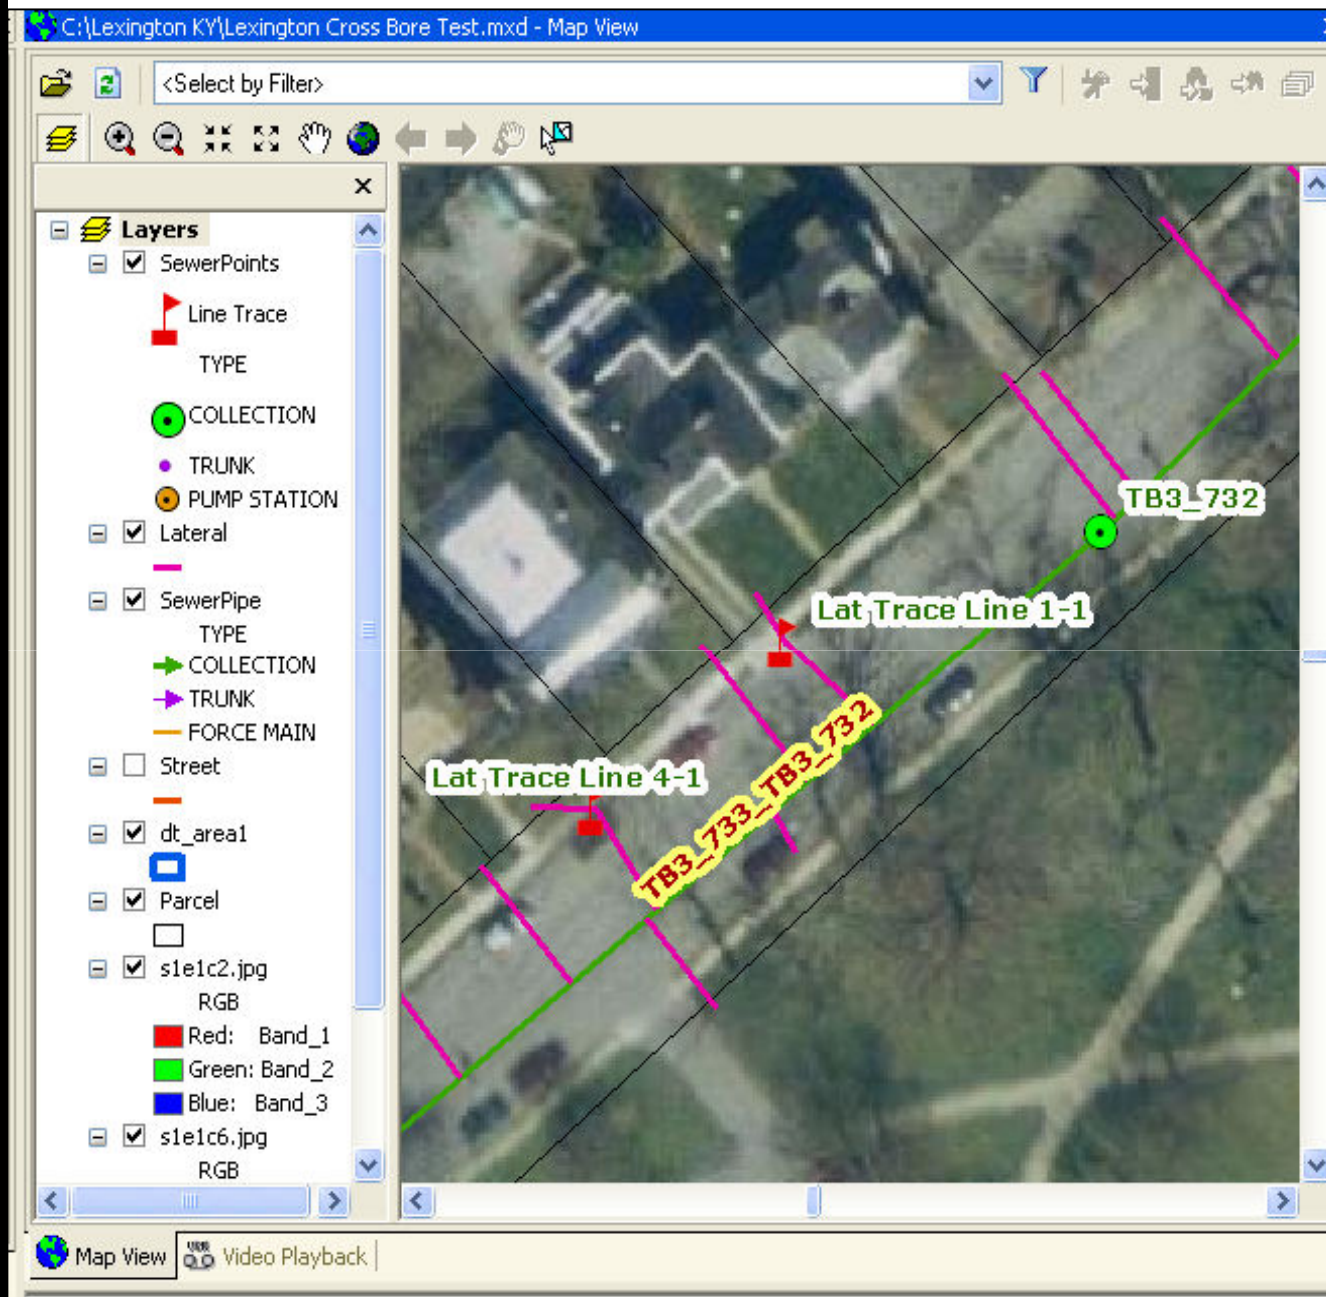 C:\Lexington KY\Lexington Cross Bore Test.mxd - Map View
<Select by Filter>
Layers
SewerPoints
Line Trace
TYPE
COLLECTION
TRUNK
PUMP STATION
Lateral
SewerPipe
TYPE
COLLECTION
TRUNK
FORCE MAIN
Street
dt_area1
Parcel
s1e1c2.jpg
RGB
Red: Band_1
Green: Band_2
Blue: Band_3
s1e1c6.jpg
RGB
TB3_732
Lat Trace Line 1-1
TB3_733_TB3_732
Lat Trace Line 4-1
Map View
Video Playback